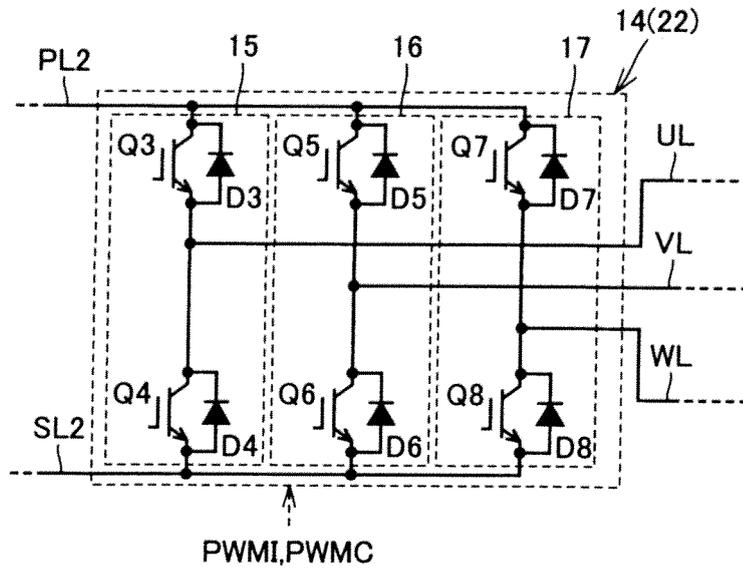 14(22)
PL2
15
16
17
Q3
D3
Q5
D5
Q7
D7
UL
VL
WL
Q4
D4
Q6
D6
Q8
D8
SL2
PWMI,PWMC